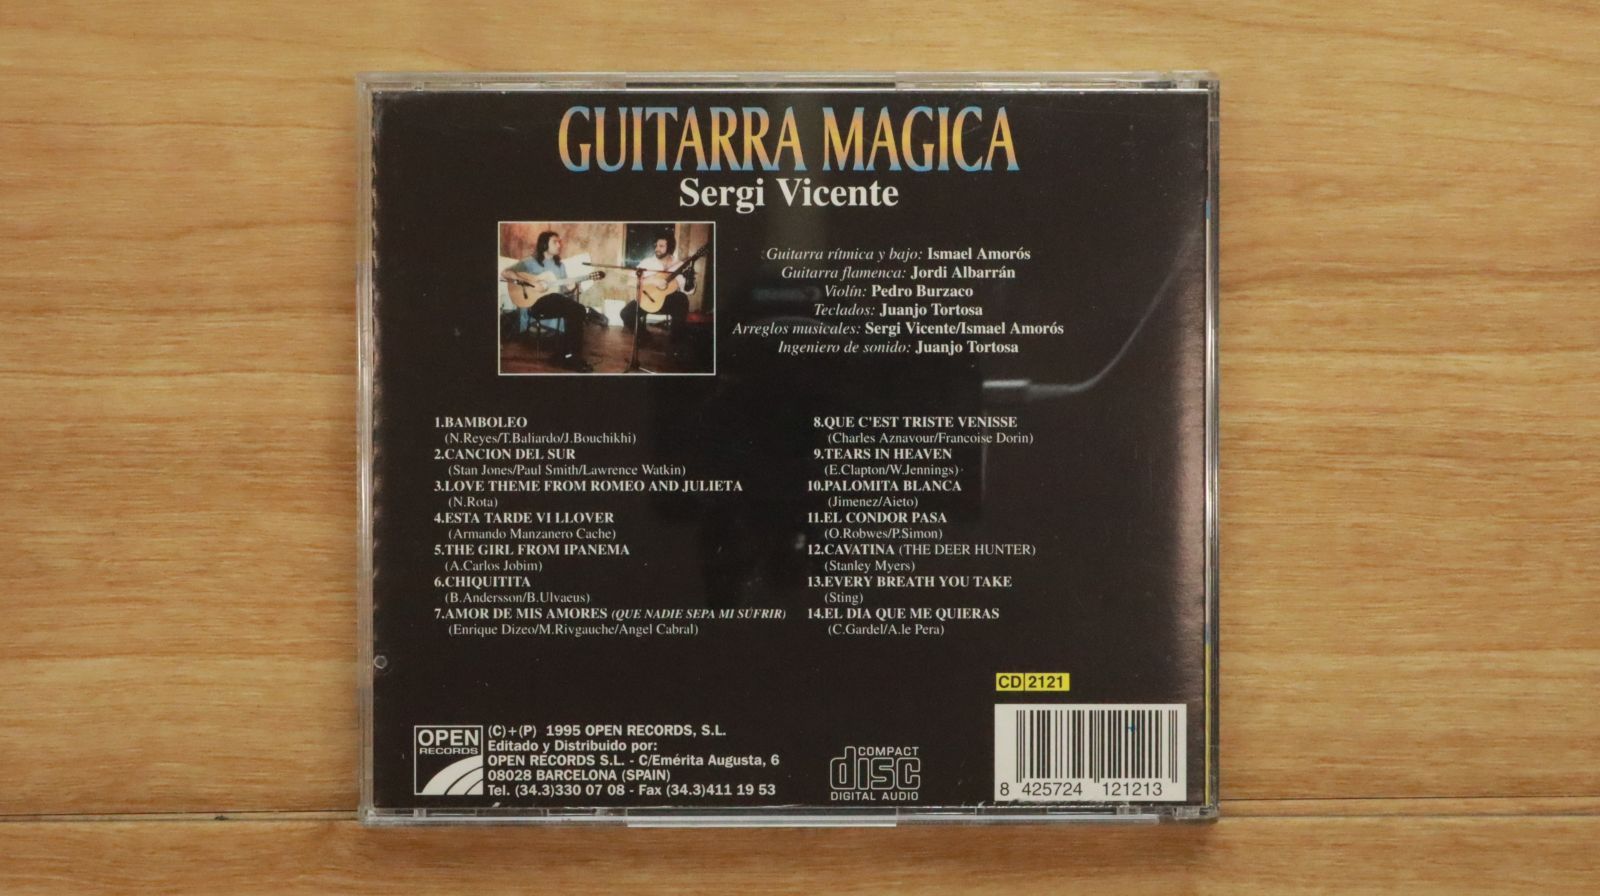 GUITARRA MAGICA
Sergi Vicente
Guitarra rítmica y bajo: Ismael Amorós
Guitarra flamenca: Jordi Albarrán
Violín: Pedro Burzaco
Teclados: Juanjo Tortosa
Arreglos musicales: Sergi Vicente/Ismael Amorós
Ingeniero de sonido: Juanjo Tortosa
1.BAMBOLEO
(N.Reyes/T.Baliardo/J.Bouchikhi)
2.CANCION DEL SUR
(Stan Jones/Paul Smith/Lawrence Watkin)
3.LOVE THEME FROM ROMEO AND JULIETA
(N.Rota)
4.ESTA TARDE VI LLOVER
(Armando Manzanero Cache)
5.THE GIRL FROM IPANEMA
(A.Carlos Jobim)
6.CHIQUITITA
(B.Andersson/B.Ulvaeus)
7.AMOR DE MIS AMORES (QUE NADIE SEPA MI SUFRIR)
(Enrique Dizeo/M.Rivgauche/Angel Cabral)
8.QUE C'EST TRISTE VENISSE
(Charles Aznavour/Francoise Dorin)
9.TEARS IN HEAVEN
(E.Clapton/W.Jennings)
10.PALOMITA BLANCA
(Jimenez/Aieto)
11.EL CONDOR PASA
(O.Robwes/P.Simon)
12.CAVATINA (THE DEER HUNTER)
(Stanley Myers)
13.EVERY BREATH YOU TAKE
(Sting)
14.EL DIA QUE ME QUIERAS
(C.Gardel/A.le Pera)
CD 2121
OPEN
RECORDS
(C)+(P) 1995 OPEN RECORDS, S.L.
Editado y Distribuido por:
OPEN RECORDS S.L. - C/Emérita Augusta, 6
08028 BARCELONA (SPAIN)
Tel. (34.3)330 07 08 - Fax (34.3)411 19 53
COMPACT
disc
DIGITAL AUDIO
8 425724 121213